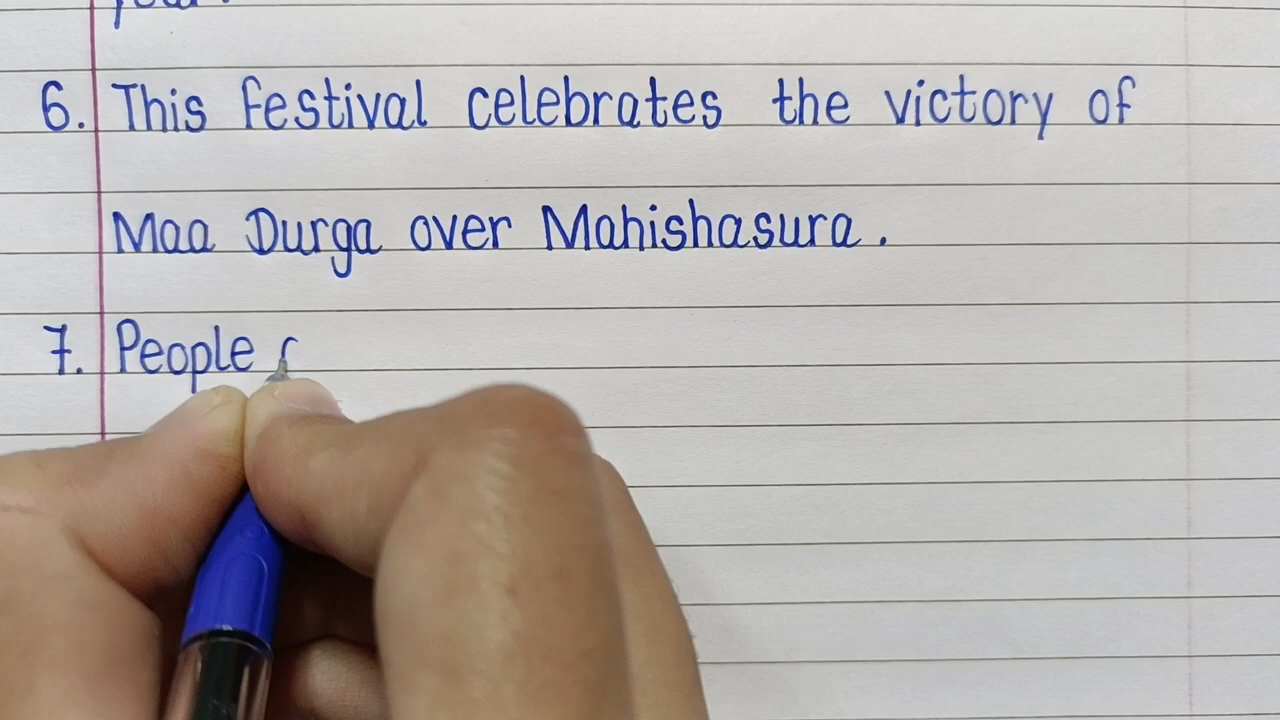 6. This festival celebrates the victory of
Maa Durga over Mahishasura.
7. People